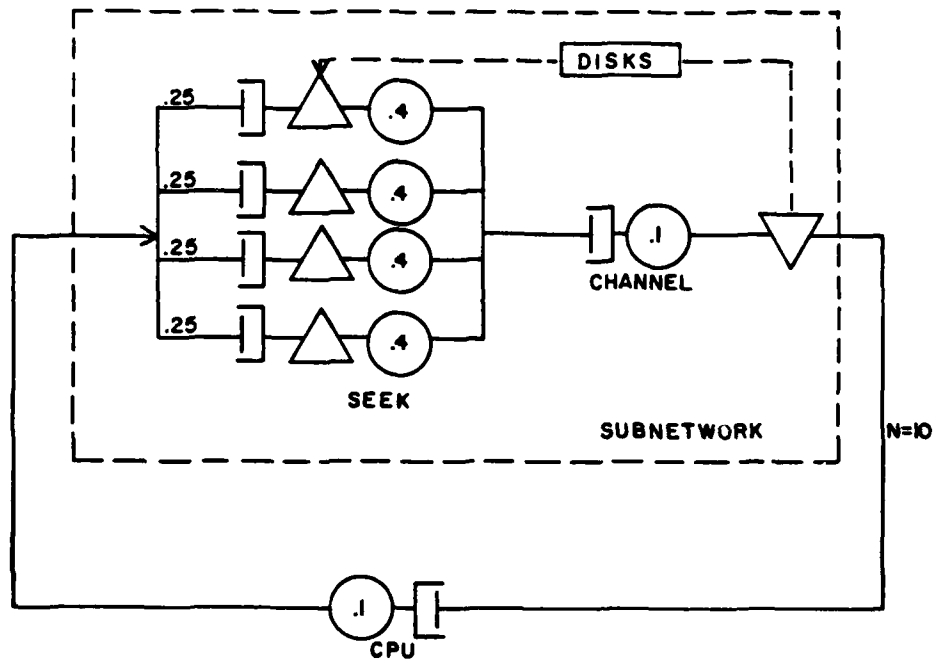 DISKS
.25
.4
.25
.4
.25
.4
.1
CHANNEL
.25
.4
SEEK
SUBNETWORK
N=10
.1
CPU